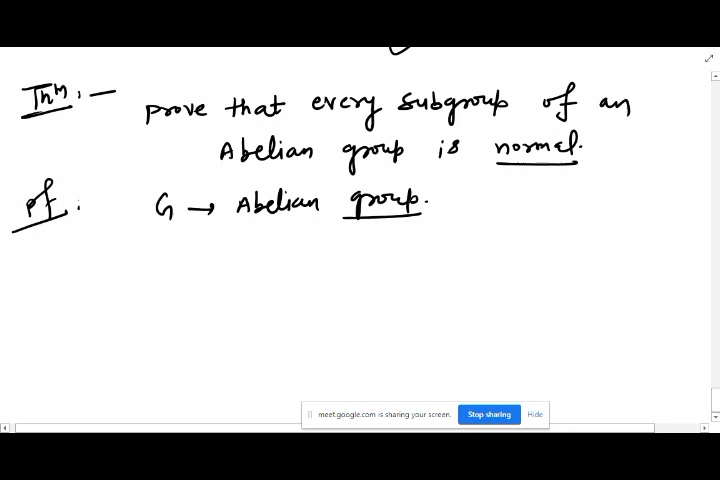 Thm :- prove that every subgroup of an
Abelian group is normal.
Pf : G → Abelian group.
meet.google.com is sharing your screen. Stop sharing Hide